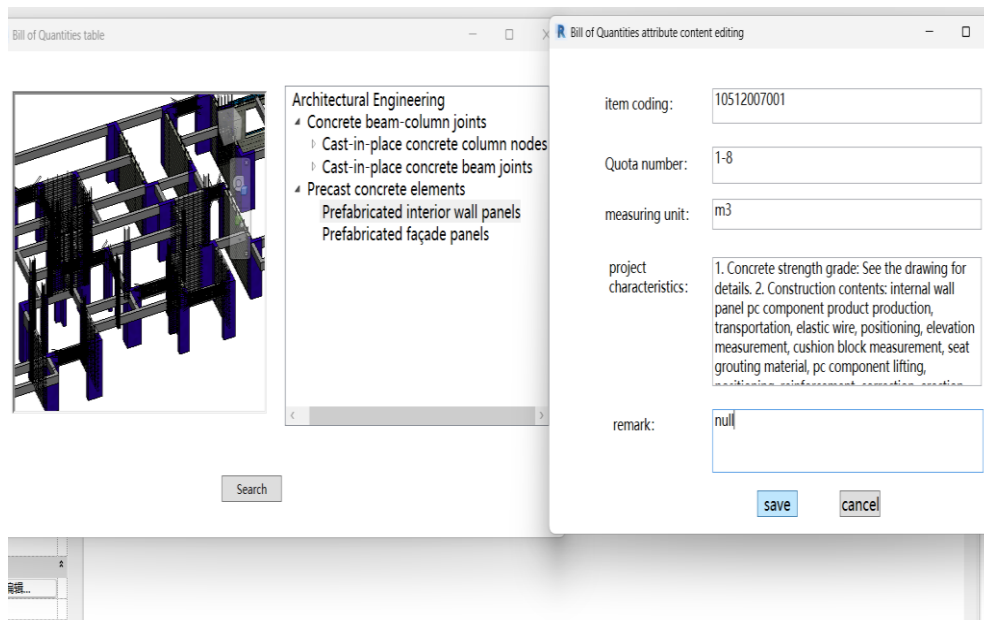 Bill of Quantities table
Architectural Engineering
Concrete beam-column joints
Cast-in-place concrete column nodes
Cast-in-place concrete beam joints
Precast concrete elements
Prefabricated interior wall panels
Prefabricated façade panels
Search
R Bill of Quantities attribute content editing
item coding:
10512007001
Quota number:
1-8
measuring unit:
m3
project
characteristics:
1. Concrete strength grade: See the drawing for
details. 2. Construction contents: internal wall
panel pc component product production,
transportation, elastic wire, positioning, elevation
measurement, cushion block measurement, seat
grouting material, pc component lifting,
remark:
null
save
cancel